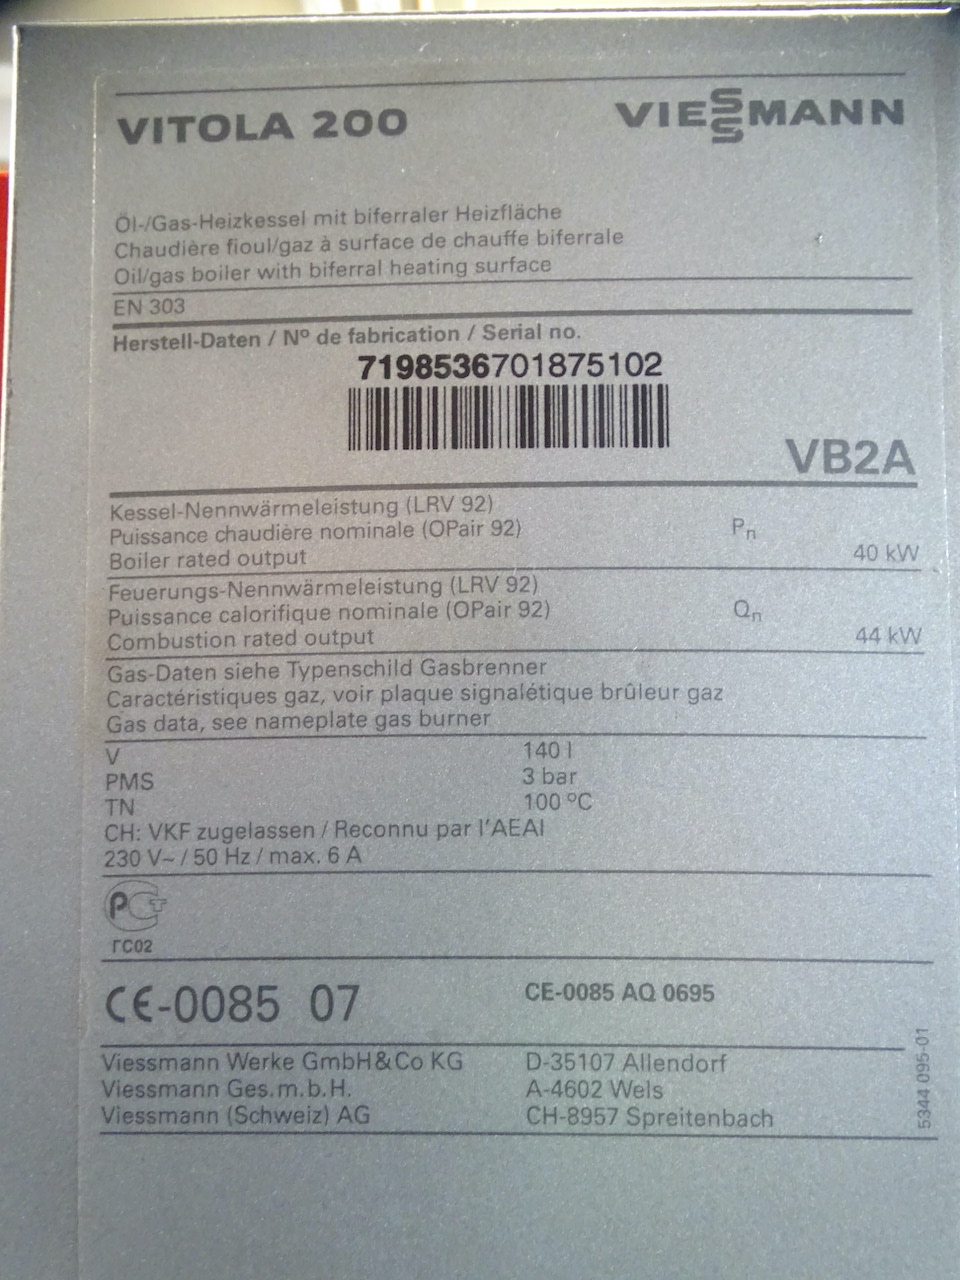 VITOLA 200 VIESSMANN
Öl-/Gas-Heizkessel mit biferraler Heizfläche
Chaudière fioul/gaz à surface de chauffe biferrale
Oil/gas boiler with biferral heating surface
EN 303
Herstell-Daten / Nº de fabrication / Serial no.
7198536701875102
VB2A
Kessel-Nennwärmeleistung (LRV 92)
Puissance chaudière nominale (OPair 92) Pn
Boiler rated output 40 kW
Feuerungs-Nennwärmeleistung (LRV 92)
Puissance calorifique nominale (OPair 92) Qn
Combustion rated output 44 kW
Gas-Daten siehe Typenschild Gasbrenner
Caractéristiques gaz, voir plaque signalétique brûleur gaz
Gas data, see nameplate gas burner
V 140 l
PMS 3 bar
TN 100 ºC
CH: VKF zugelassen / Reconnu par l'AEAI
230 V~ / 50 Hz / max. 6 A
РСТ
ГС02
CE-0085 07 CE-0085 AQ 0695
Viessmann Werke GmbH&Co KG D-35107 Allendorf
Viessmann Ges.m.b.H. A-4602 Wels
Viessmann (Schweiz) AG CH-8957 Spreitenbach
5344 095-01